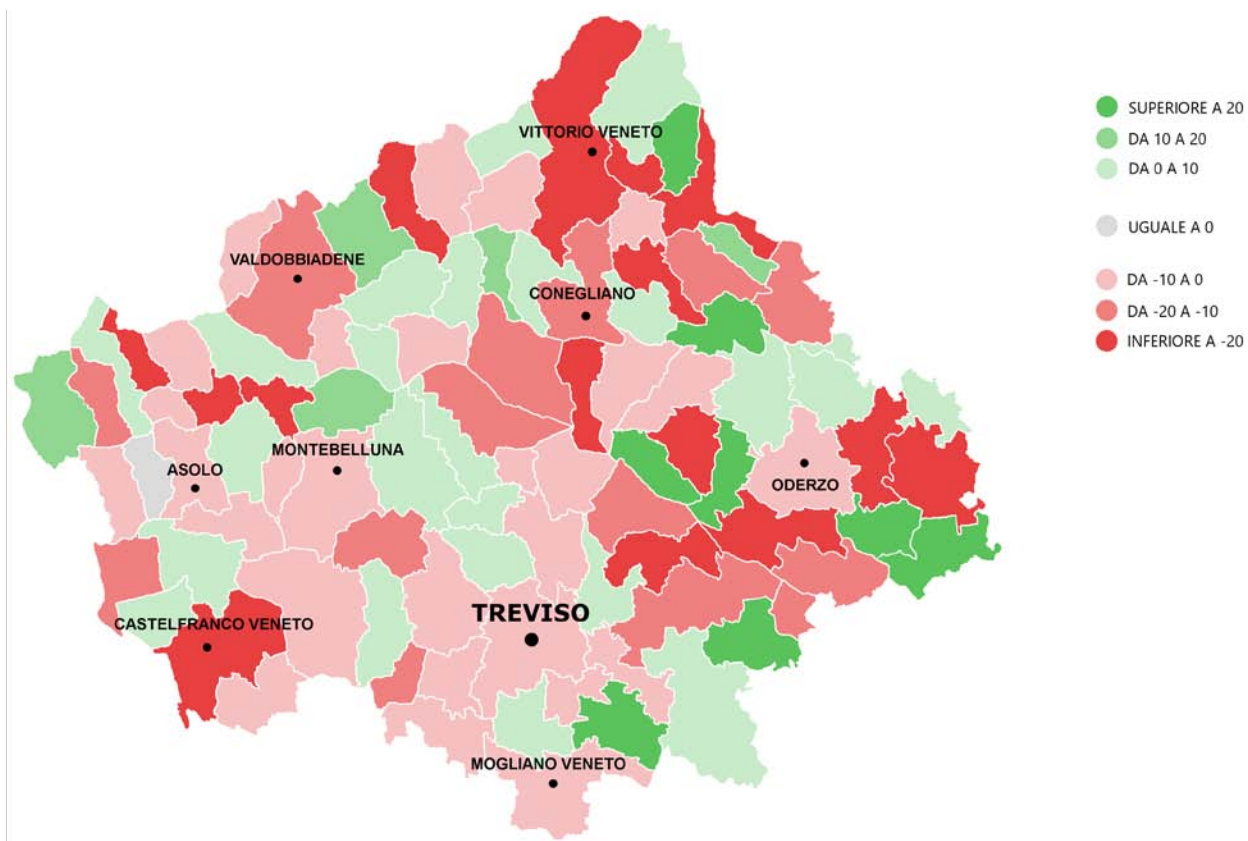 VITTORIO VENETO
VALDOBBIADENE
CONEGLIANO
MONTEBELLUNA
ASOLO
ODERZO
TREVISO
CASTELFRANCO VENETO
MOGLIANO VENETO
SUPERIORE A 20
DA 10 A 20
DA 0 A 10
UGUALE A 0
DA -10 A 0
DA -20 A -10
INFERIORE A -20